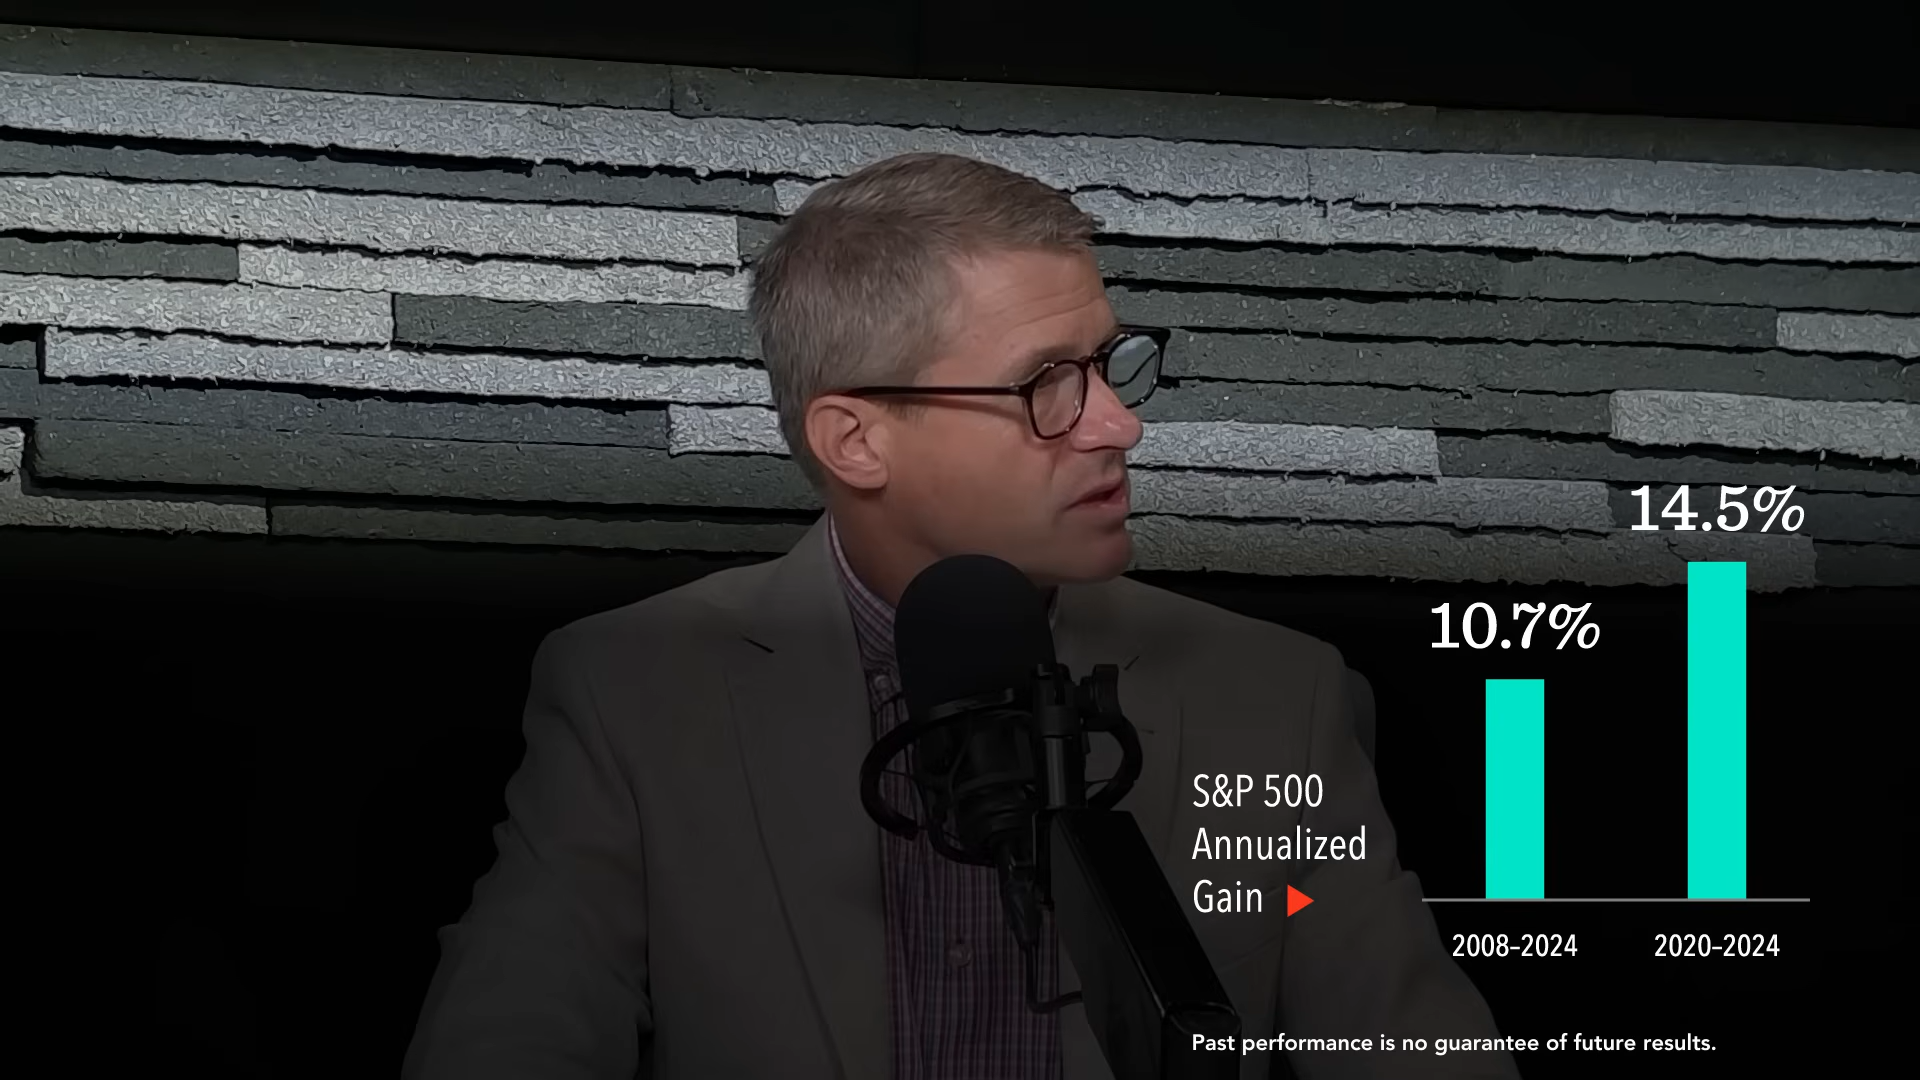 14.5%
10.7%
S&P 500
Annualized
Gain
2008–2024
2020–2024
Past performance is no guarantee of future results.